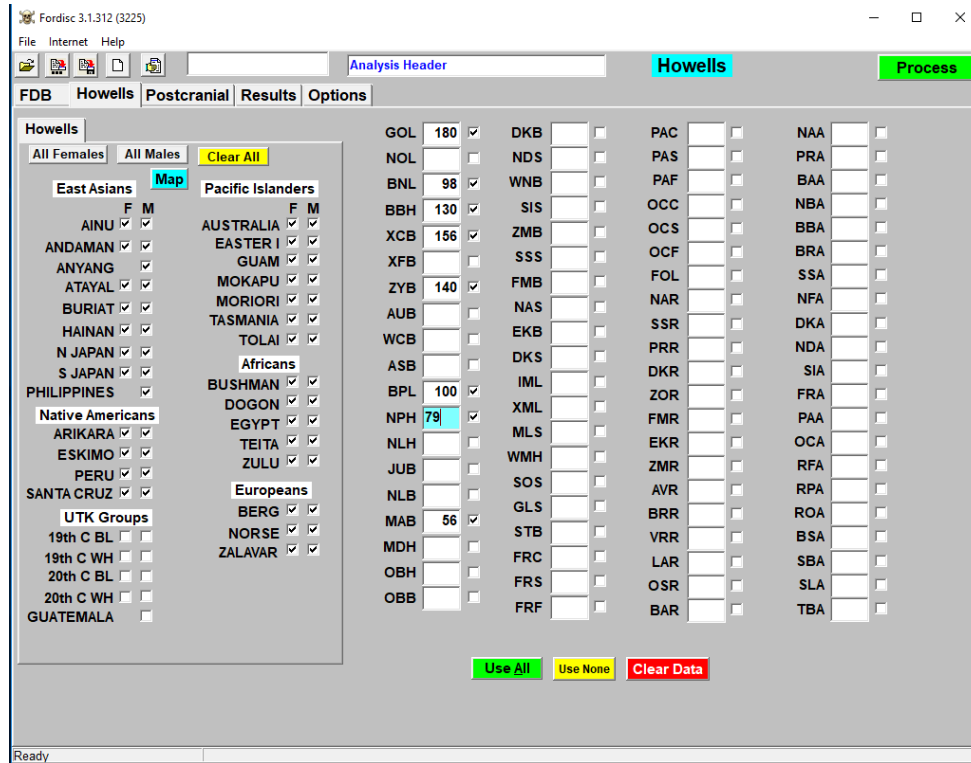 Fordisc 3.1.312 (3225)
File Internet Help
Analysis Header
Howells
Process
FDB Howells Postcranial Results Options
Howells
All Females All Males Clear All
Map
East Asians
F M
AINU
ANDAMAN
ANYANG
ATAYAL
BURIAT
HAINAN
N JAPAN
S JAPAN
PHILIPPINES
Native Americans
ARIKARA
ESKIMO
PERU
SANTA CRUZ
UTK Groups
19th C BL
19th C WH
20th C BL
20th C WH
GUATEMALA
Pacific Islanders
F M
AUSTRALIA
EASTER I
GUAM
MOKAPU
MORIORI
TASMANIA
TOLAI
Africans
BUSHMAN
DOGON
EGYPT
TEITA
ZULU
Europeans
BERG
NORSE
ZALAVAR
GOL 180
NOL
BNL 98
BBH 130
XCB 156
XFB
ZYB 140
AUB
WCB
ASB
BPL 100
NPH 79
NLH
JUB
NLB
MAB 56
MDH
OBH
OBB
DKB
NDS
WNB
SIS
ZMB
SSS
FMB
NAS
EKB
DKS
IML
XML
MLS
WMH
SOS
GLS
STB
FRC
FRS
FRF
PAC
PAS
PAF
OCC
OCS
OCF
FOL
NAR
SSR
PRR
DKR
ZOR
FMR
EKR
ZMR
AVR
BRR
VRR
LAR
OSR
BAR
NAA
PRA
BAA
NBA
BBA
BRA
SSA
NFA
DKA
NDA
SIA
FRA
PAA
OCA
RFA
RPA
ROA
BSA
SBA
SLA
TBA
Use All Use None Clear Data
Ready